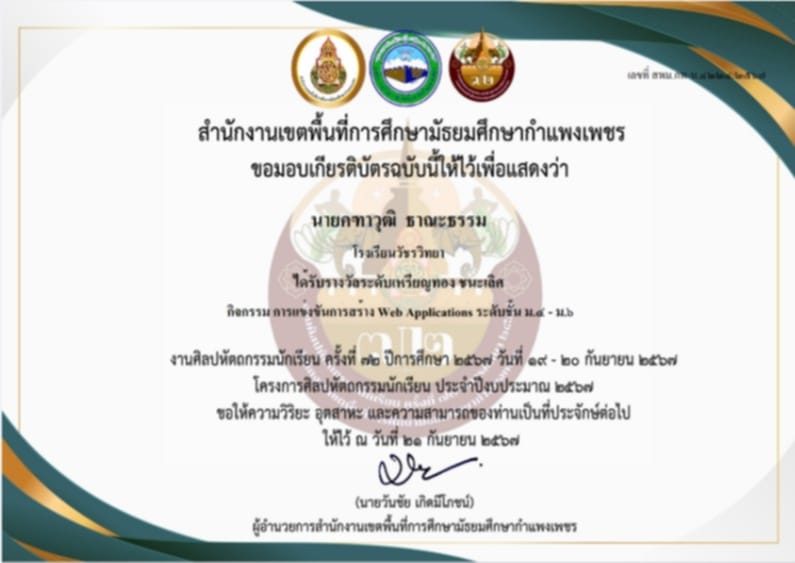 เลขที่ สพม.กพ
สำนักงานเขตพื้นที่การศึกษามัธยมศึกษากำแพงเพชร
ขอมอบเกียรติบัตรฉบับนี้ให้ไว้เพื่อแสดงว่า
นายคฑาวุฒิ ธาณะธรรม
โรงเรียนวัชรวิทยา
ได้รับรางวัลระดับเหรียญทอง ชนะเลิศ
กิจกรรม การแข่งขันการสร้าง Web Applications ระดับชั้น ม.๔ - ม.๖
งานศิลปหัตถกรรมนักเรียน ครั้งที่ ๗๒ ปีการศึกษา ๒๕๖๗ วันที่ ๑๙ - ๒๐ กันยายน ๒๕๖๗
โครงการศิลปหัตถกรรมนักเรียน ประจำปีงบประมาณ ๒๕๖๗
ขอให้ความวิริยะ อุตสาหะ และความสามารถของท่านเป็นที่ประจักษ์ต่อไป
ให้ไว้ ณ วันที่ ๒๑ กันยายน ๒๕๖๗
(นายวันชัย เกิดมีโภชน์)
ผู้อำนวยการสำนักงานเขตพื้นที่การศึกษามัธยมศึกษากำแพงเพชร